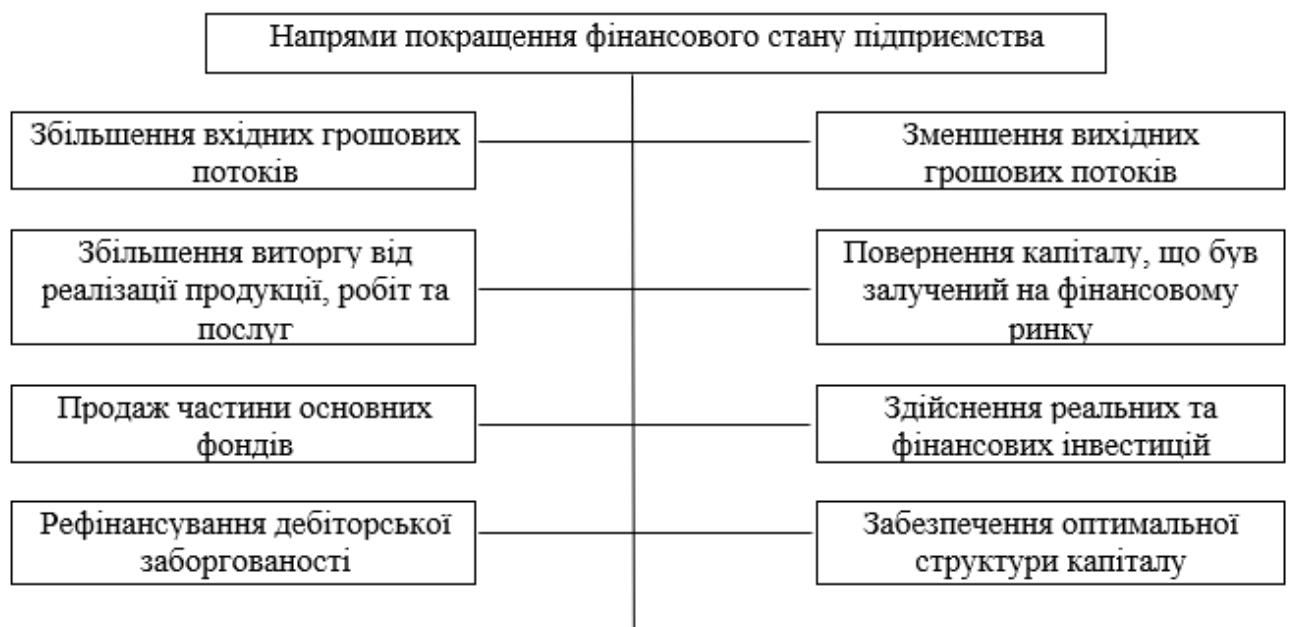 Напрями покращення фінансового стану підприємства
Збільшення вхідних грошових
потоків
Зменшення вихідних
грошових потоків
Збільшення виторгу від
реалізації продукції, робіт та
послуг
Повернення капіталу, що був
залучений на фінансовому
ринку
Продаж частини основних
фондів
Здійснення реальних та
фінансових інвестицій
Рефінансування дебіторської
заборгованості
Забезпечення оптимальної
структури капіталу